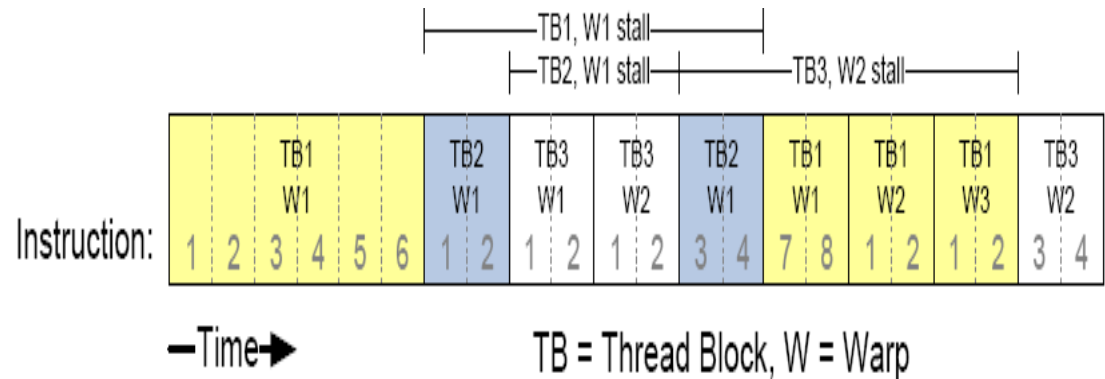 TB1, W1 stall
TB2, W1 stall TB3, W2 stall
TB1 TB2 TB3 TB3 TB2 TB1 TB1 TB1 TB3
W1 W1 W1 W2 W1 W1 W2 W3 W2
Instruction: 1 2 3 4 5 6 1 2 1 2 1 2 3 4 7 8 1 2 1 2 3 4
Time
TB = Thread Block, W = Warp